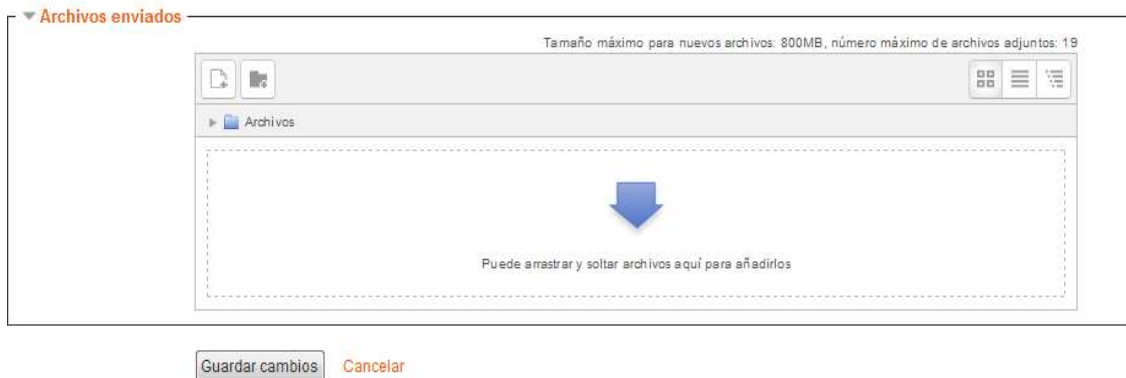 Archivos enviados
Tamaño máximo para nuevos archivos: 800MB, número máximo de archivos adjuntos: 19
Archivos
Puede arrastrar y soltar archivos aquí para añadirlos
Guardar cambios Cancelar